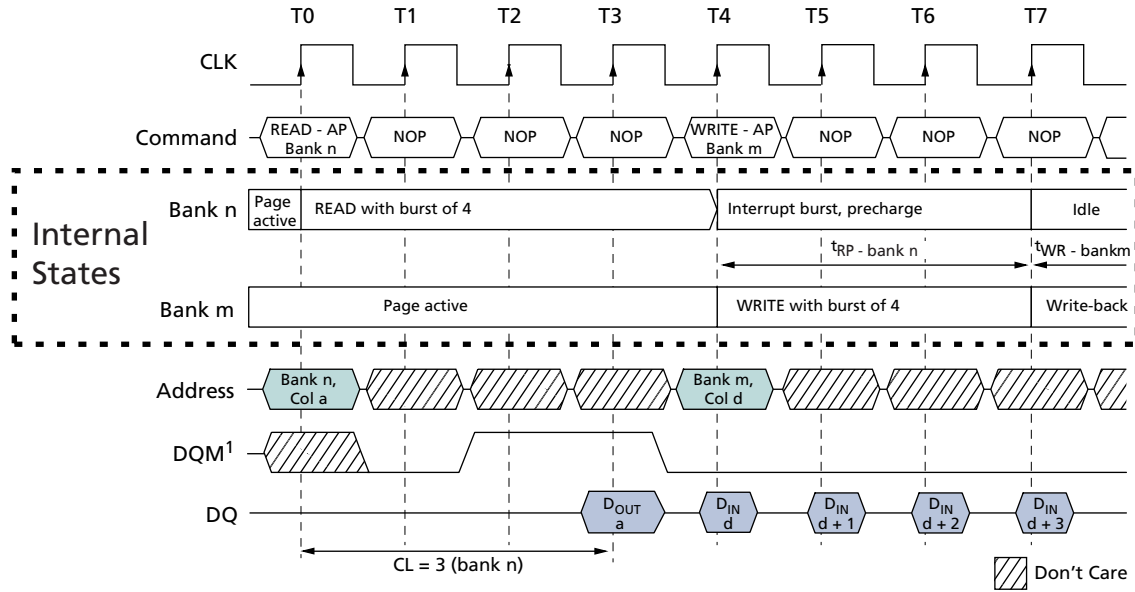 T0 T1 T2 T3 T4 T5 T6 T7
CLK
Command
READ - AP
Bank n
NOP
NOP
NOP
WRITE - AP
Bank m
NOP
NOP
NOP
Internal
States
Bank n
Page
active
READ with burst of 4
Interrupt burst, precharge
Idle
tRP - bank n
tWR - bankm
Bank m
Page active
WRITE with burst of 4
Write-back
Address
Bank n,
Col a
Bank m,
Col d
DQM1
DQ
DOUT
a
DIN
d
DIN
d + 1
DIN
d + 2
DIN
d + 3
CL = 3 (bank n)
Don't Care